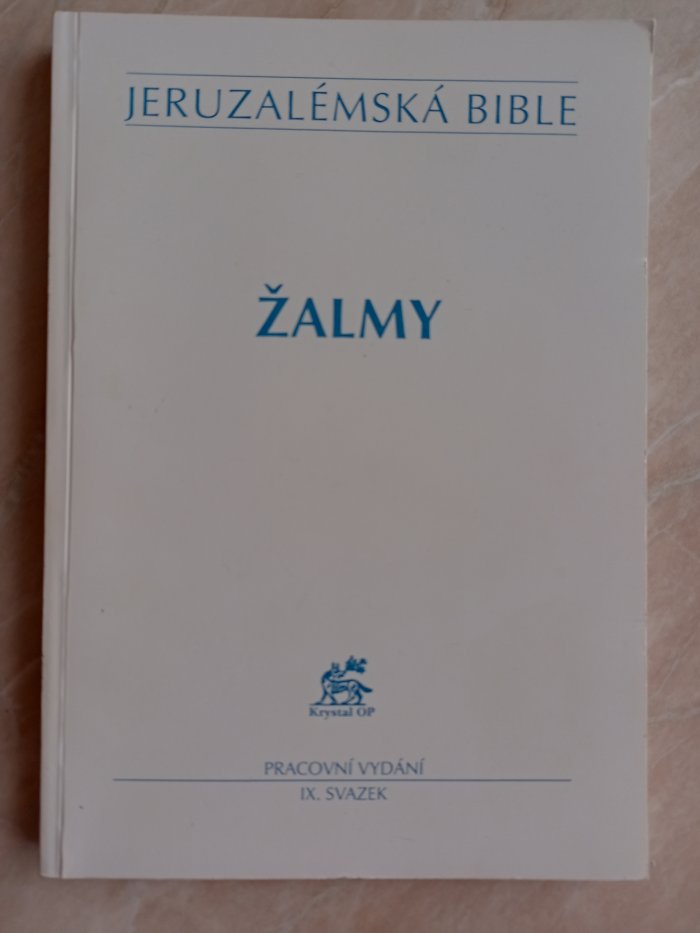 JERUZALÉMSKÁ BIBLE
ŽALMY
Krystal OP
PRACOVNÍ VYDÁNÍ
IX. SVAZEK